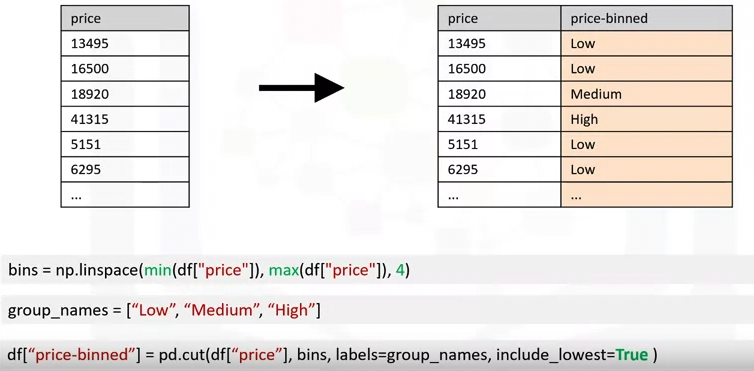 price
13495
16500
18920
41315
5151
6295
...
price price-binned
13495 Low
16500 Low
18920 Medium
41315 High
5151 Low
6295 Low
... ...
bins = np.linspace(min(df["price"]), max(df["price"]), 4)
group_names = [“Low”, “Medium”, “High”]
df[“price-binned”] = pd.cut(df[“price”], bins, labels=group_names, include_lowest=True )